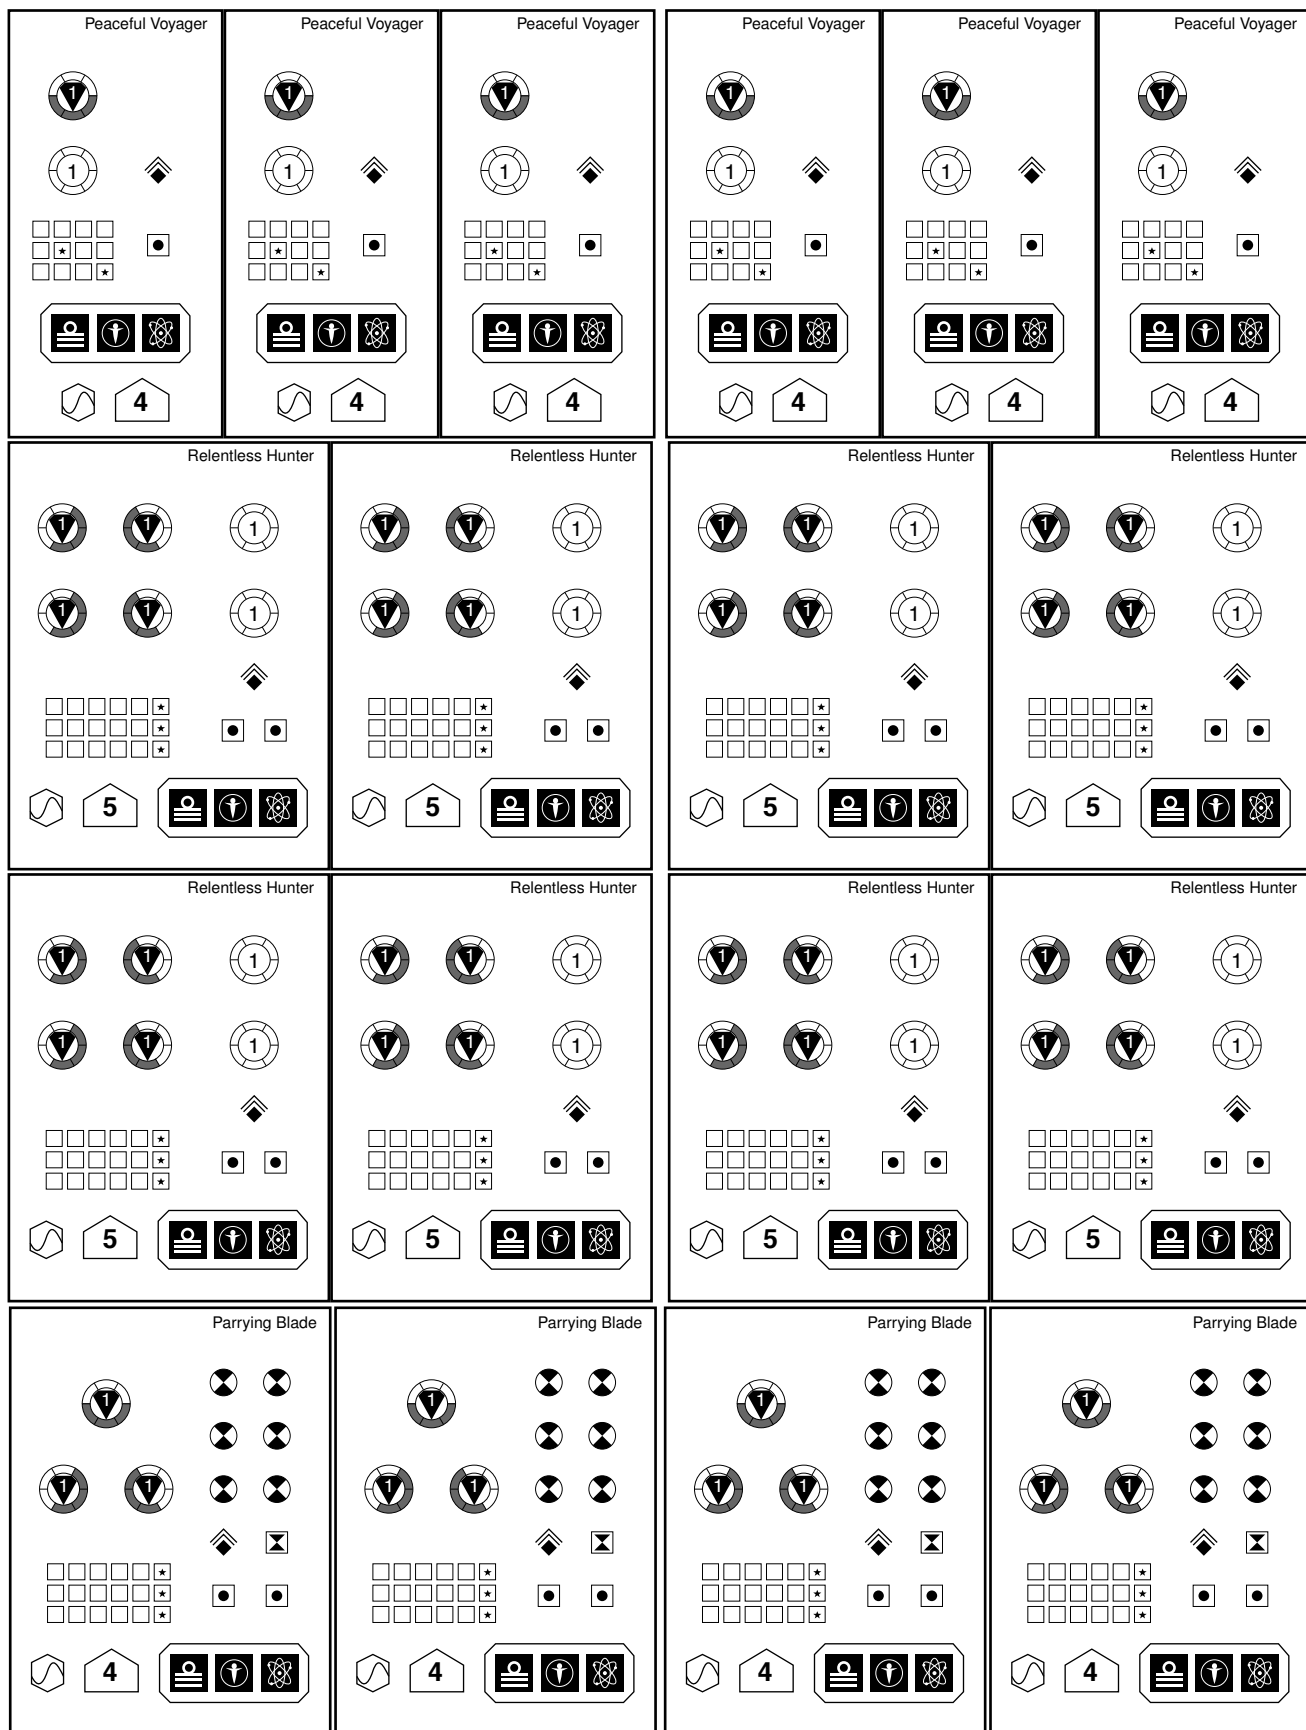 Peaceful Voyager Peaceful Voyager Peaceful Voyager Peaceful Voyager Peaceful Voyager Peaceful Voyager
1 1 1 1 1 1
1 1 1 1 1 1
4 4 4 4 4 4
Relentless Hunter Relentless Hunter Relentless Hunter Relentless Hunter
1 1 1 1 1 1 1 1 1 1 1 1
1 1 1 1 1 1 1 1 1 1 1 1
5 5 5 5
Relentless Hunter Relentless Hunter Relentless Hunter Relentless Hunter
1 1 1 1 1 1 1 1 1 1 1 1
1 1 1 1 1 1 1 1 1 1 1 1
5 5 5 5
Parrying Blade Parrying Blade Parrying Blade Parrying Blade
1 1 1 1
1 1 1 1 1 1 1 1
4 4 4 4